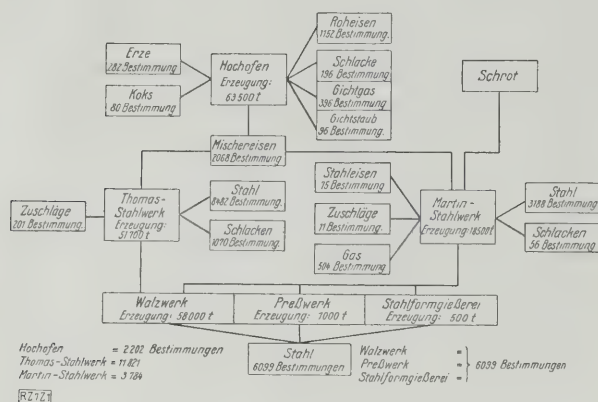 Roheisen
1152 Bestimmung.
Erze
282 Bestimmung
Hochofen
Erzeugung:
63500 t
Schlacke
196 Bestimmung
Schrot
Koks
80 Bestimmung.
Gichtgas
396 Bestimmung.
Gichtstaub
96 Bestimmung.
Mischereisen
2068 Bestimmung
Stahleisen
15 Bestimmung
Zuschläge
201 Bestimmung.
Thomas-
Stahlwerk
Erzeugung:
51700 t
Stahl
8482 Bestimmung
Schlacken
1070 Bestimmung
Zuschläge
11 Bestimmung.
Gas
504 Bestimmung
Martin-
Stahlwerk
Erzeugung: 18500t
Stahl
3188 Bestimmung
Schlacken
56 Bestimmung.
Walzwerk
Erzeugung: 58000 t
Preßwerk
Erzeugung: 1000 t
Stahlformgießerei
Erzeugung: 500 t
Stahl
6099 Bestimmungen
Hochofen = 2202 Bestimmungen
Thomas-Stahlwerk = 11821
Martin-Stahlwerk = 3784
Walzwerk =
Preßwerk = } 6099 Bestimmungen
Stahlformgießerei =
RZ1Z1